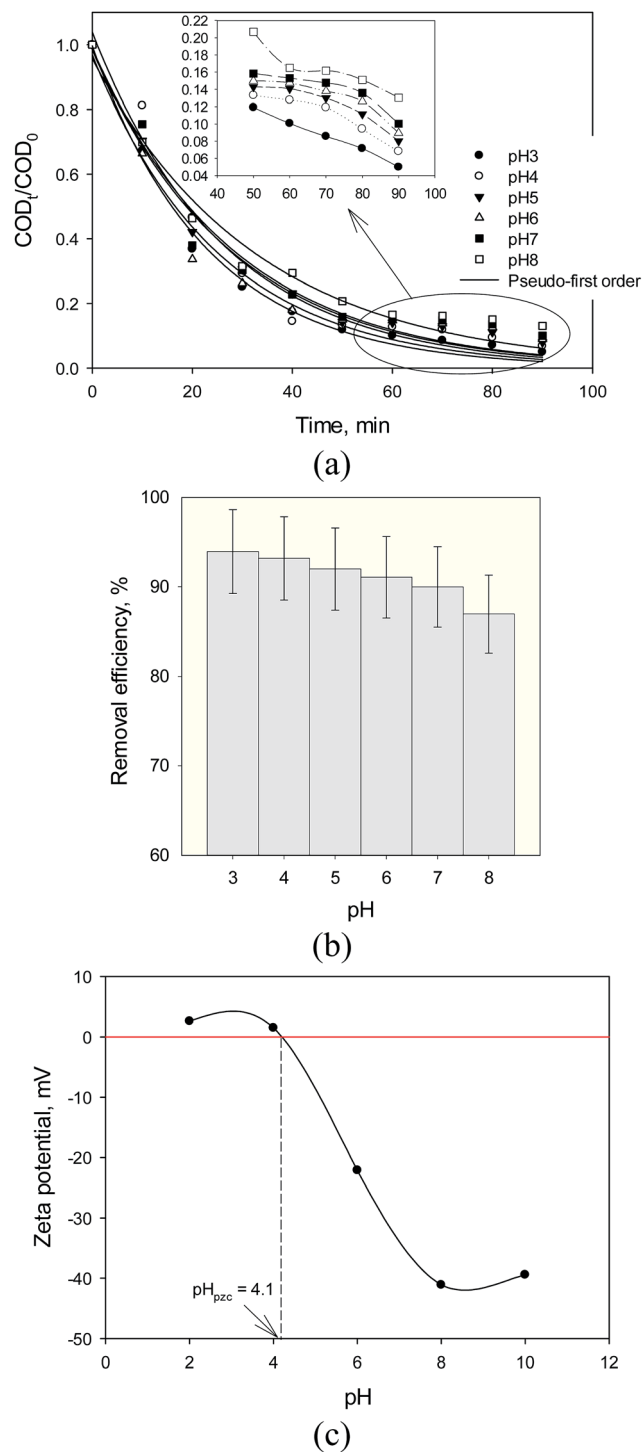 CODt/COD0
1.0
0.8
0.6
0.4
0.2
0.0
0.22
0.20
0.18
0.16
0.14
0.12
0.10
0.08
0.06
0.04
40 50 60 70 80 90 100
pH3
pH4
pH5
pH6
pH7
pH8
Pseudo-first order
0 20 40 60 80 100
Time, min
(a)
Removal efficiency, %
100
90
80
70
60
3 4 5 6 7 8
pH
(b)
Zeta potential, mV
10
0
-10
-20
-30
-40
-50
pHpzc = 4.1
0 2 4 6 8 10 12
pH
(c)